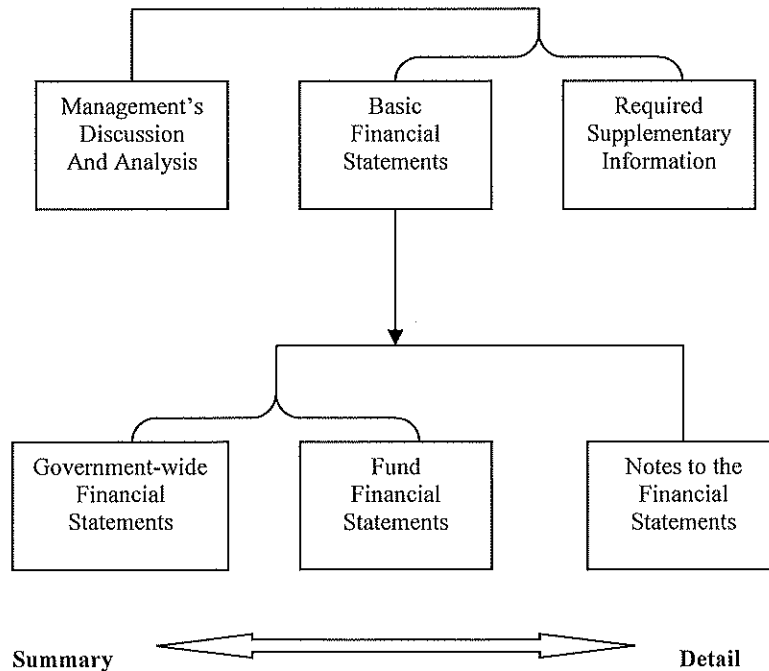 Management's
Discussion
And Analysis
Basic
Financial
Statements
Required
Supplementary
Information
Government-wide
Financial
Statements
Fund
Financial
Statements
Notes to the
Financial
Statements
Summary
Detail